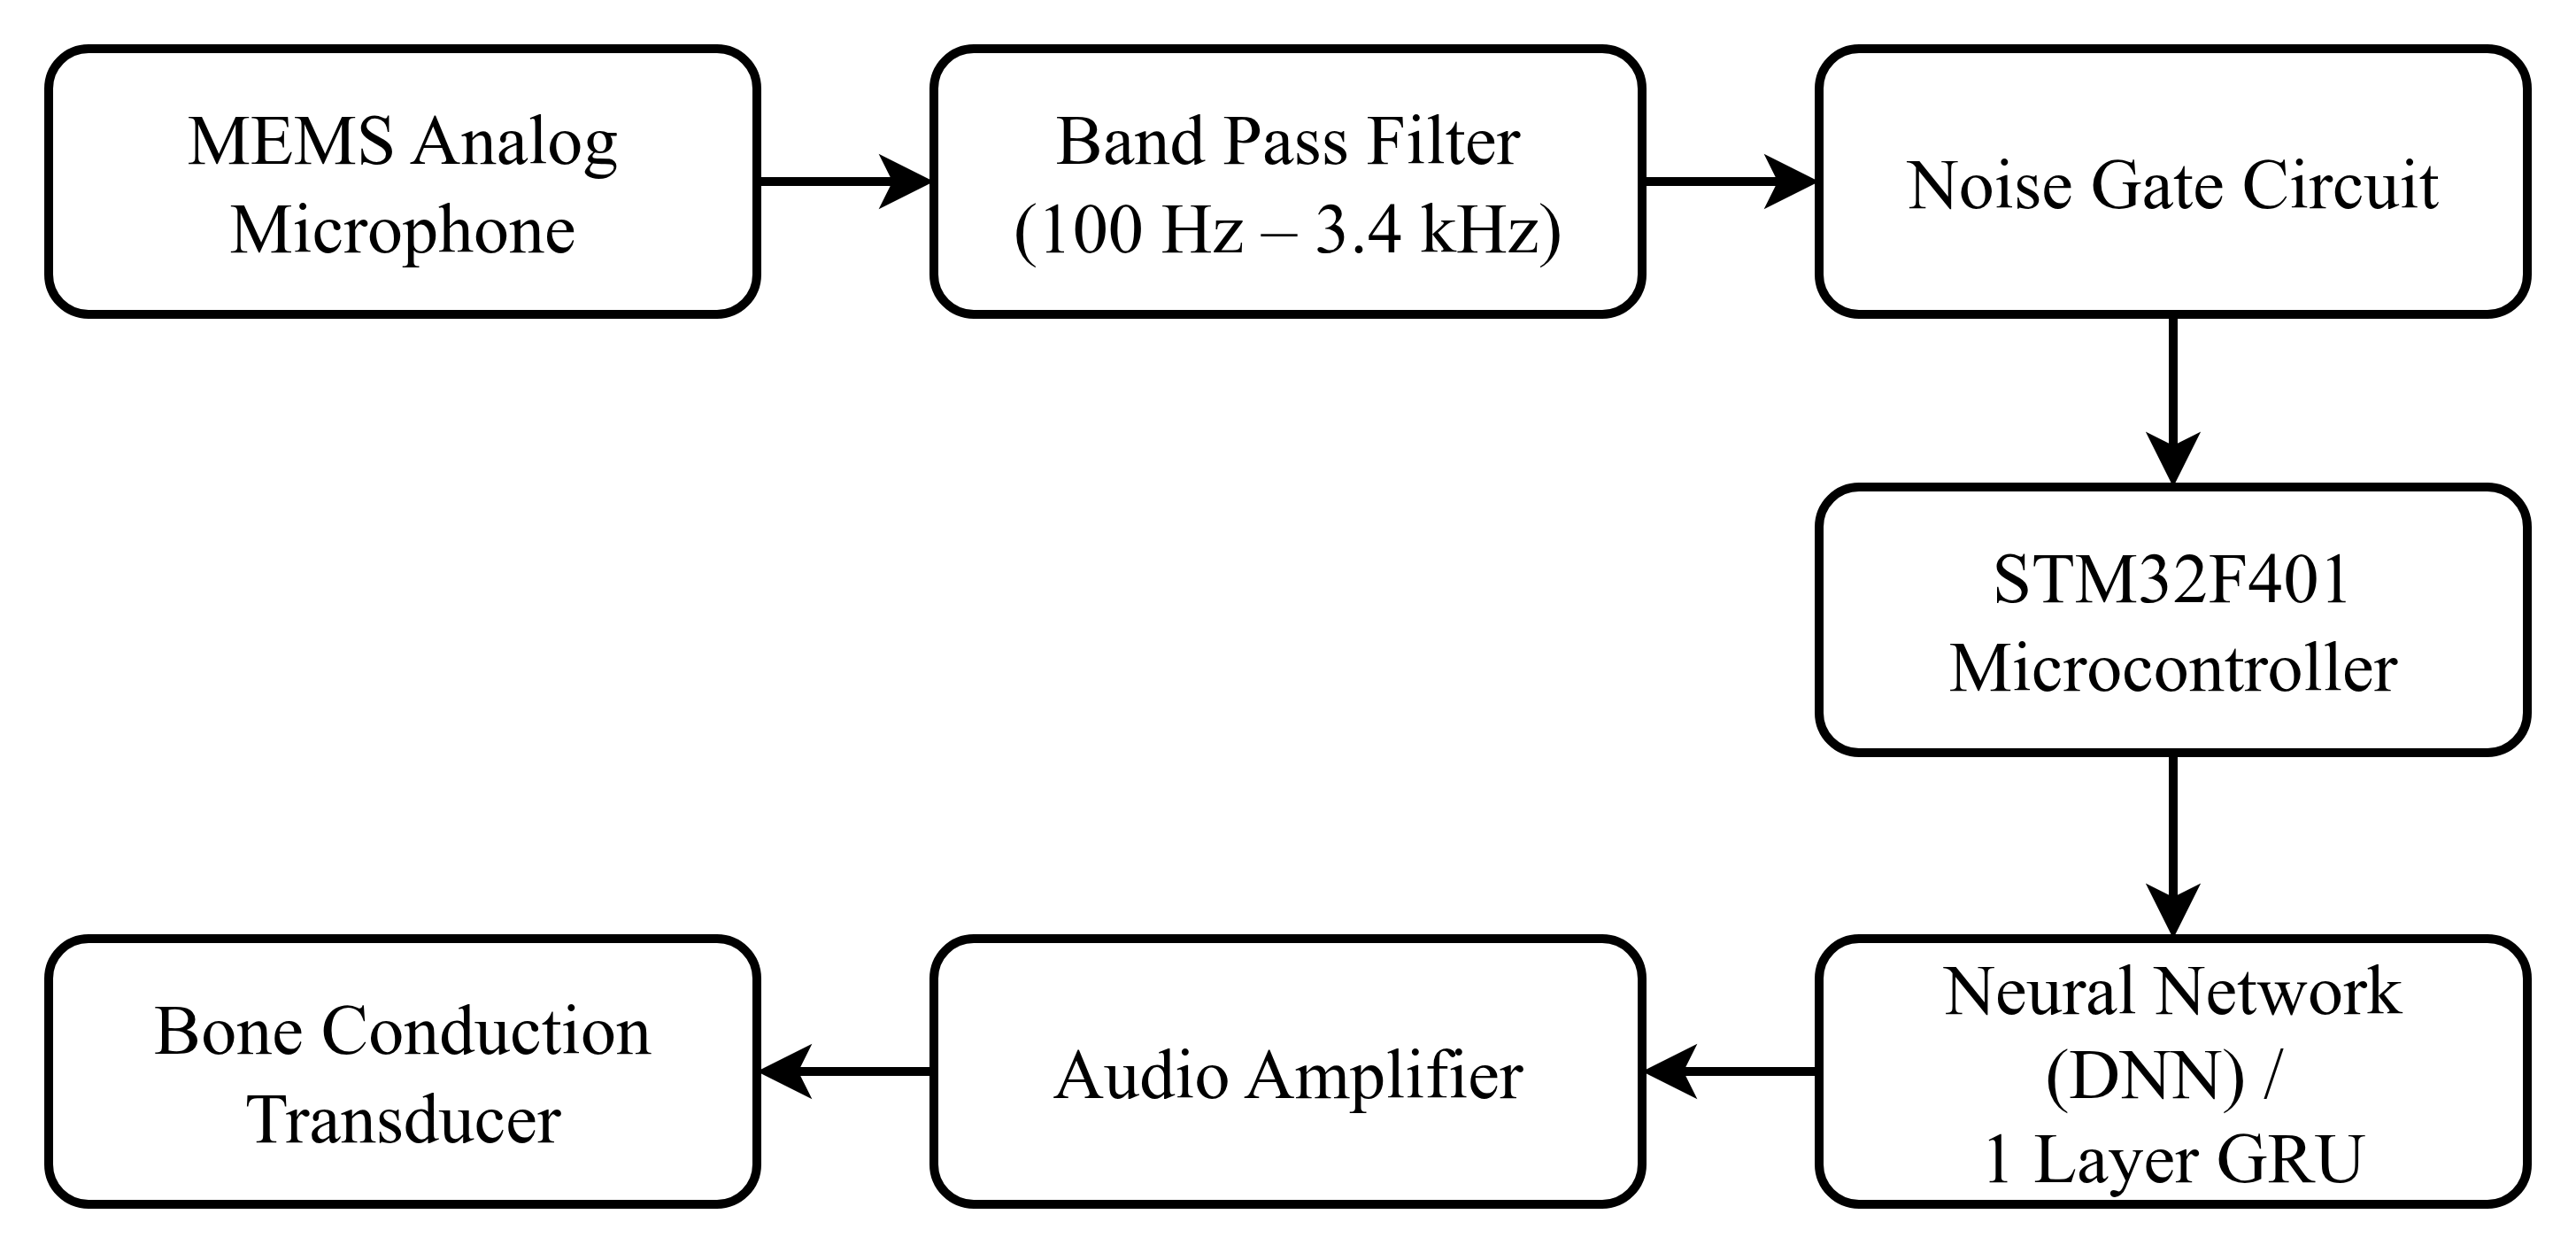 MEMS Analog
Microphone
Band Pass Filter
(100 Hz – 3.4 kHz)
Noise Gate Circuit
STM32F401
Microcontroller
Neural Network
(DNN) /
1 Layer GRU
Audio Amplifier
Bone Conduction
Transducer